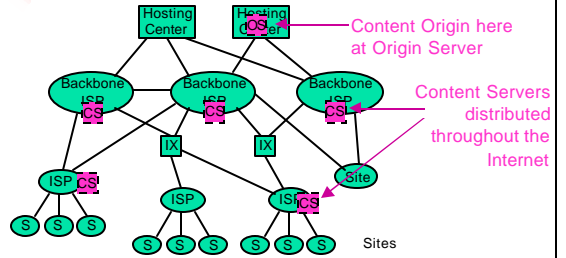 Hosting
Center
Hosting
Center
OS
Content Origin here
at Origin Server
Backbone
ISP
CS
Backbone
ISP
CS
Backbone
ISP
CS
Content Servers
distributed
throughout the
Internet
IX
IX
ISP
CS
ISP
ISP
CS
Site
S
S
S
S
S
S
S
S
S
Sites